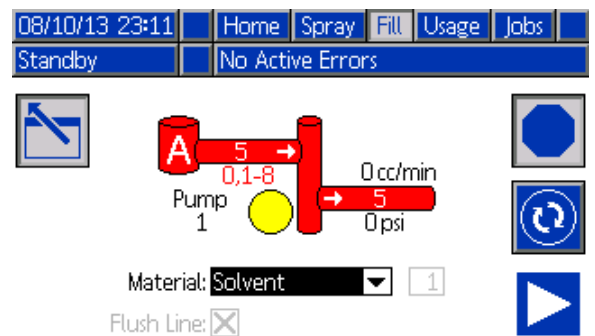 08/10/13 23:11 Home Spray Fill Usage Jobs
Standby No Active Errors
A 5
0,1-8 0 cc/min
Pump 5
1 0 psi
Material: Solvent 1
Flush Line: